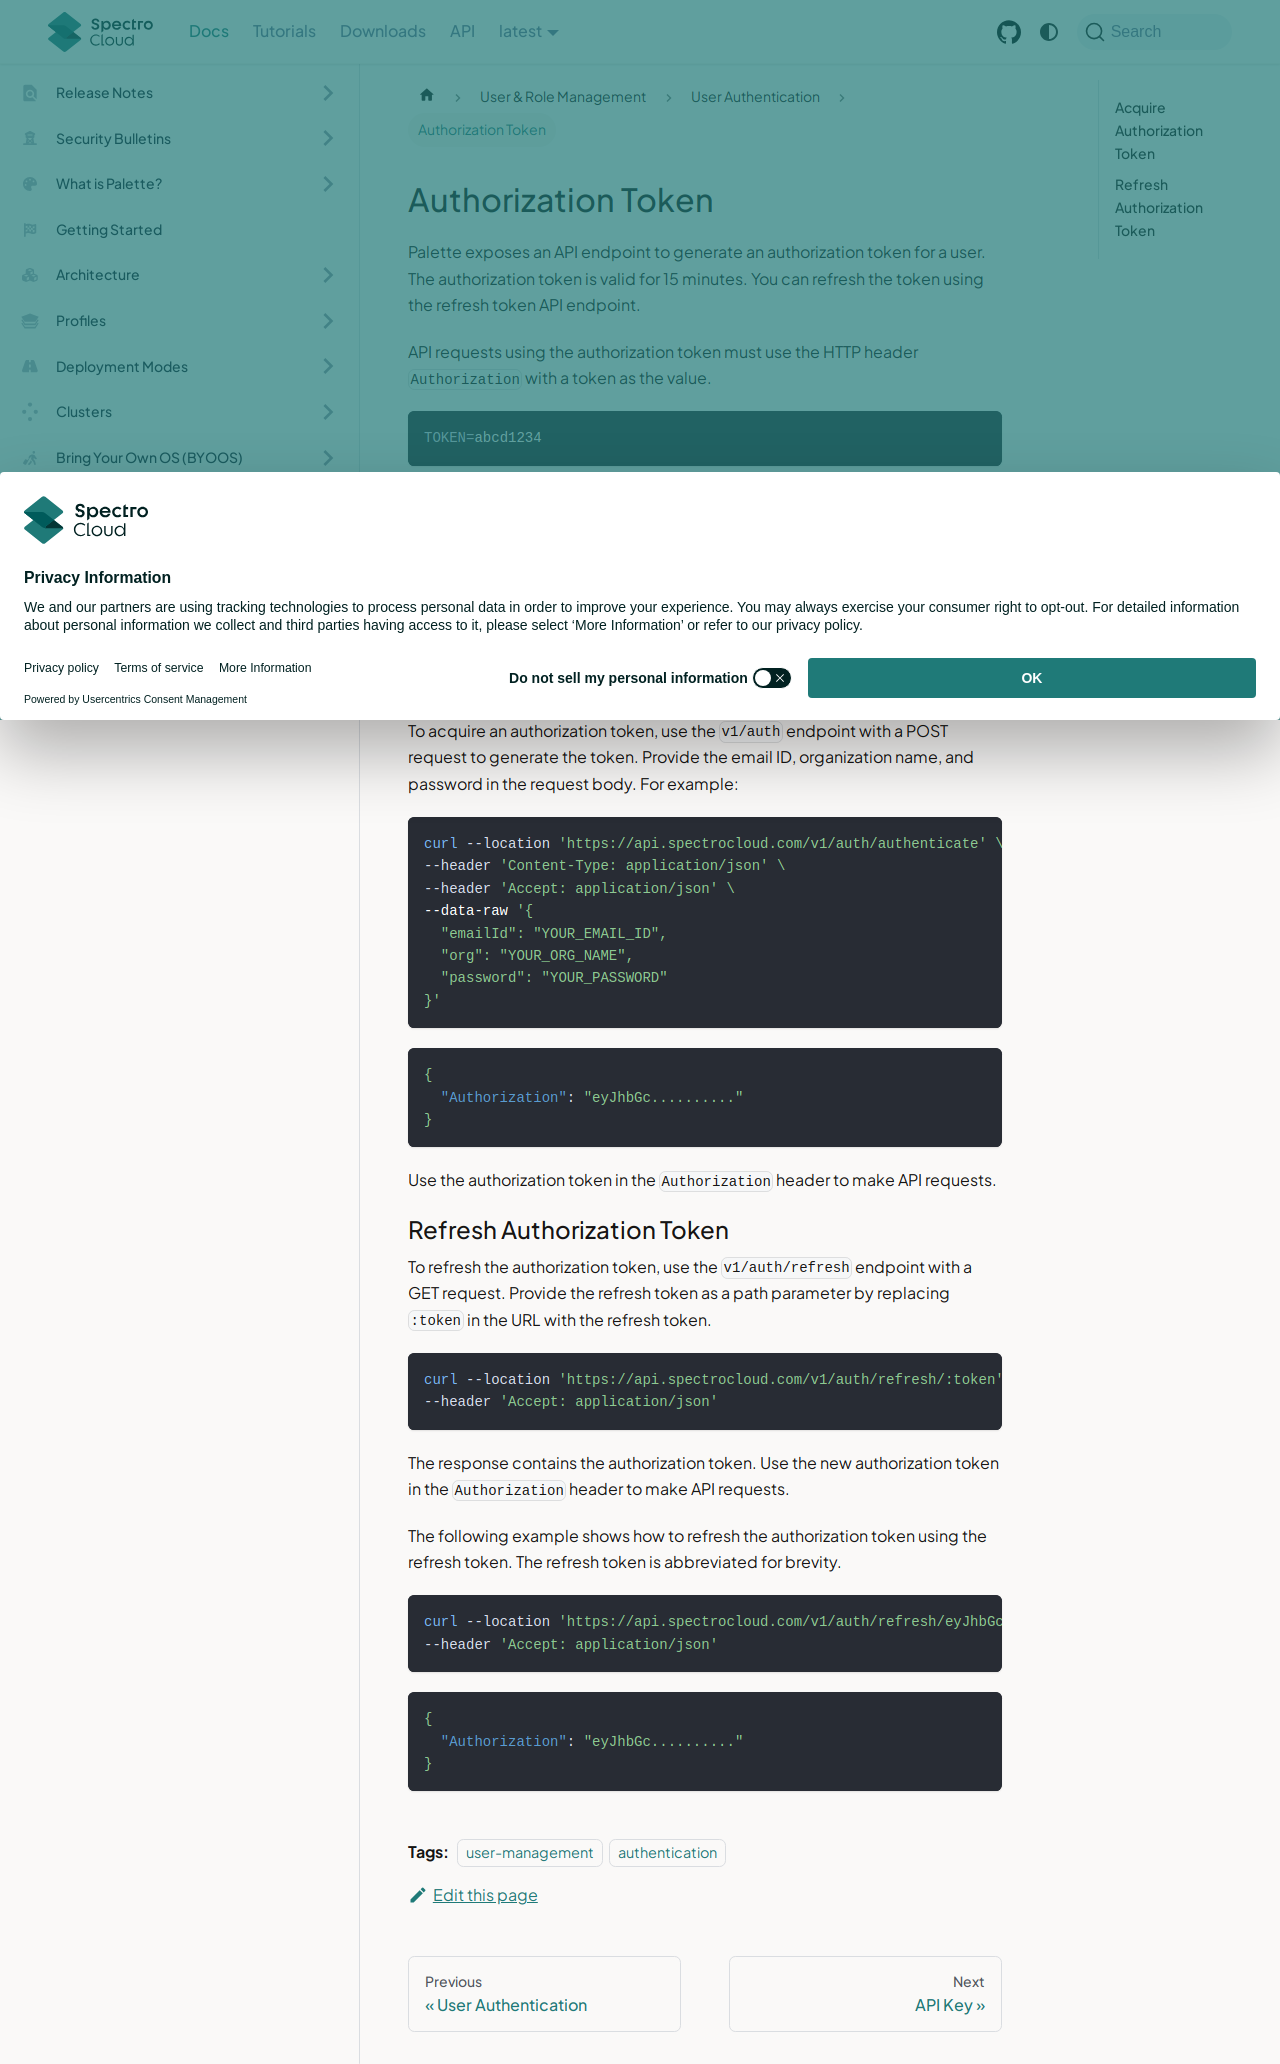 Spectro Cloud
Docs
Tutorials
Downloads
API
latest
Search
Release Notes
Security Bulletins
What is Palette?
Getting Started
Architecture
Profiles
Deployment Modes
Clusters
Bring Your Own OS (BYOOS)
User & Role Management
User Authentication
Authorization Token
Acquire
Authorization
Token
Refresh
Authorization
Token
Authorization Token
Palette exposes an API endpoint to generate an authorization token for a user.
The authorization token is valid for 15 minutes. You can refresh the token using
the refresh token API endpoint.
API requests using the authorization token must use the HTTP header
Authorization with a token as the value.
TOKEN=abcd1234
Spectro
Cloud
Privacy Information
We and our partners are using tracking technologies to process personal data in order to improve your experience. You may always exercise your consumer right to opt-out. For detailed information
about personal information we collect and third parties having access to it, please select ‘More Information’ or refer to our privacy policy.
Privacy policy
Terms of service
More Information
Powered by Usercentrics Consent Management
Do not sell my personal information
OK
To acquire an authorization token, use the v1/auth endpoint with a POST
request to generate the token. Provide the email ID, organization name, and
password in the request body. For example:
curl --location 'https://api.spectrocloud.com/v1/auth/authenticate' \
--header 'Content-Type: application/json' \
--header 'Accept: application/json' \
--data-raw '{
"emailId": "YOUR_EMAIL_ID",
"org": "YOUR_ORG_NAME",
"password": "YOUR_PASSWORD"
}'
{
"Authorization": "eyJhbGc.........."
}
Use the authorization token in the Authorization header to make API requests.
Refresh Authorization Token
To refresh the authorization token, use the v1/auth/refresh endpoint with a
GET request. Provide the refresh token as a path parameter by replacing
:token in the URL with the refresh token.
curl --location 'https://api.spectrocloud.com/v1/auth/refresh/:token'
--header 'Accept: application/json'
The response contains the authorization token. Use the new authorization token
in the Authorization header to make API requests.
The following example shows how to refresh the authorization token using the
refresh token. The refresh token is abbreviated for brevity.
curl --location 'https://api.spectrocloud.com/v1/auth/refresh/eyJhbGc
--header 'Accept: application/json'
{
"Authorization": "eyJhbGc.........."
}
Tags: user-management authentication
Edit this page
Previous
« User Authentication
Next
API Key »